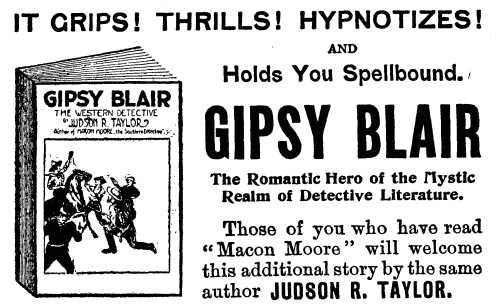 IT GRIPS! THRILLS! HYPNOTIZES!
AND
Holds You Spellbound.
GIPSY BLAIR
THE WESTERN DETECTIVE
BY JUDSON R. TAYLOR
Author of MACON MOORE, the Southern Detective, 
GIPSY BLAIR
The Romantic Hero of the Mystic
Realm of Detective Literature.
Those of you who have read
"Macon Moore" will welcome
this additional story by the same
author JUDSON R. TAYLOR.